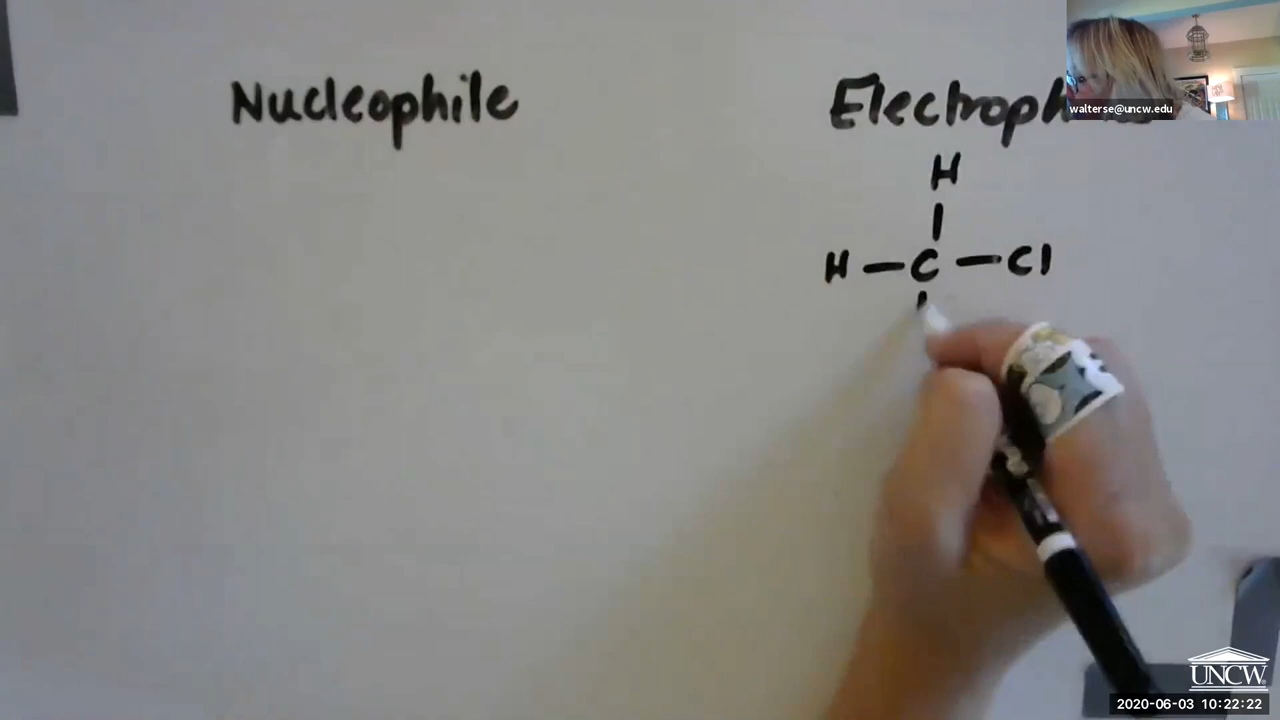 Nucleophile
Electroph
walterse@uncw.edu
H
H — C — Cl
UNCW
2020-06-03 10:22:22